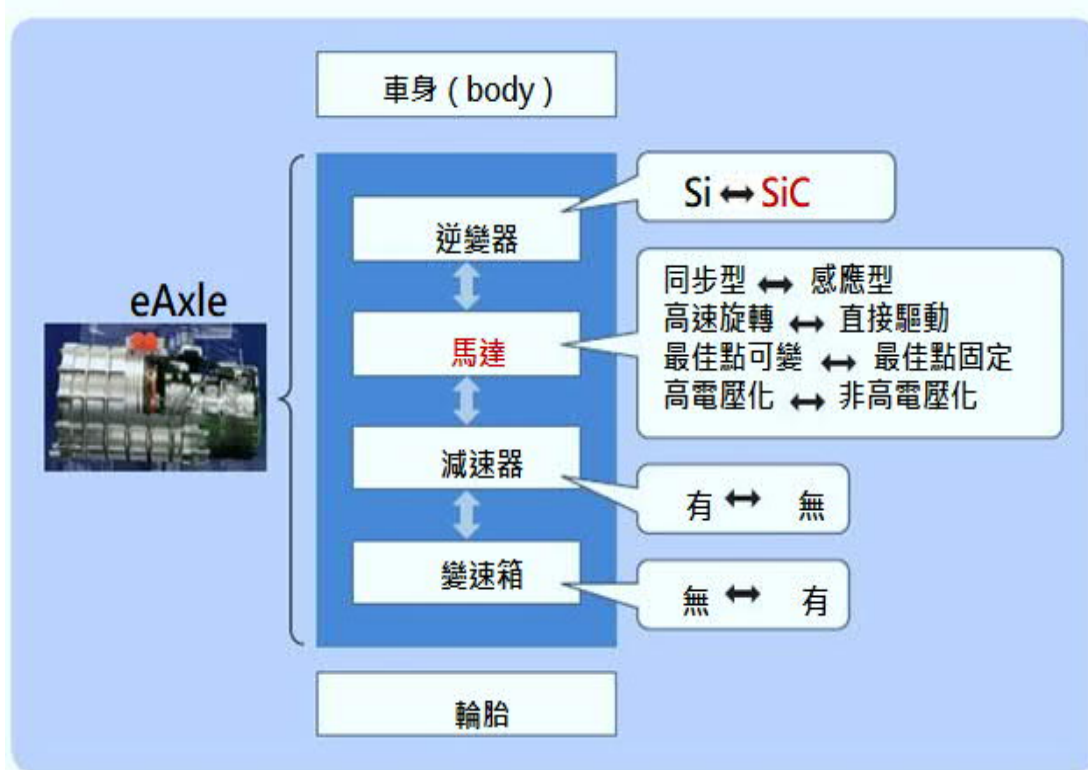 車身 ( body )
eAxle
逆變器
Si ↔ SiC
馬達
同步型 ↔ 感應型
高速旋轉 ↔ 直接驅動
最佳點可變 ↔ 最佳點固定
高電壓化 ↔ 非高電壓化
減速器
有 ↔ 無
變速箱
無 ↔ 有
輪胎